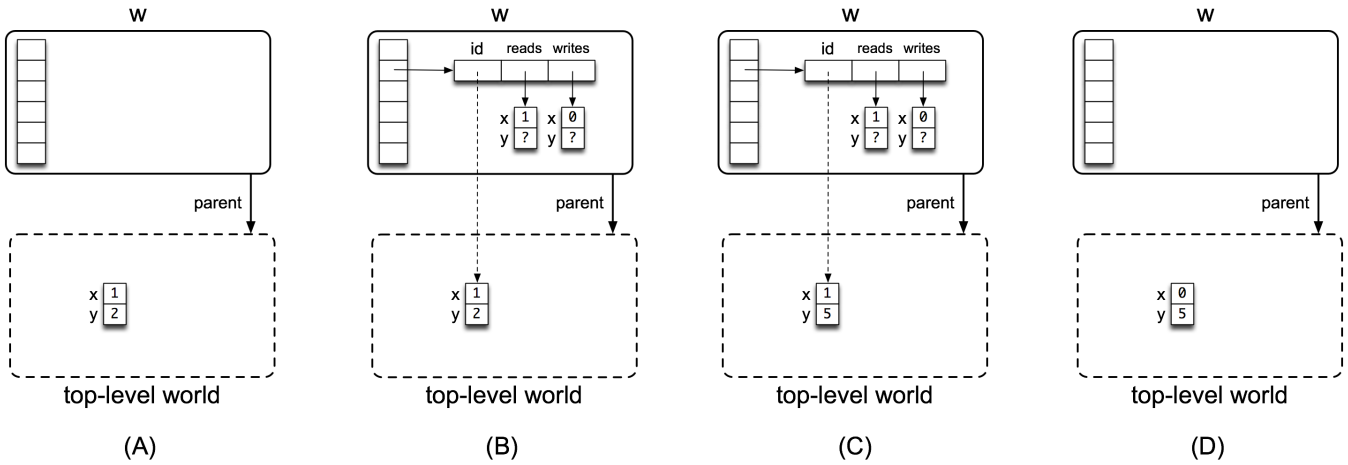 w
parent
x 1
y 2
top-level world
(A)
w
id reads writes
x 1 x 0
y ? y ?
parent
x 1
y 2
top-level world
(B)
w
id reads writes
x 1 x 0
y ? y ?
parent
x 1
y 5
top-level world
(C)
w
parent
x 0
y 5
top-level world
(D)